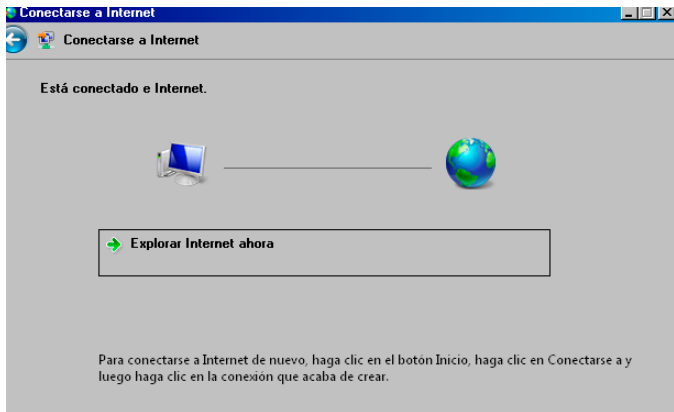 Conectarse a Internet
Conectarse a Internet
Está conectado e Internet.
Explorar Internet ahora
Para conectarse a Internet de nuevo, haga clic en el botón Inicio, haga clic en Conectarse a y
luego haga clic en la conexión que acaba de crear.